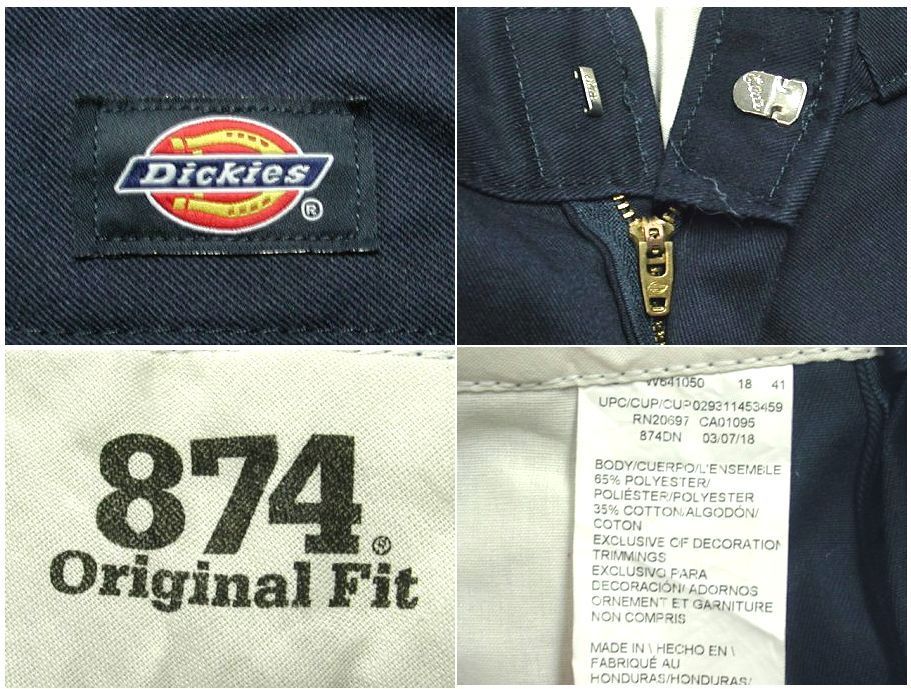 Dickies
®
874®
Original Fit
W641050 18 41
UPC/CUP/CUP029311453459
RN20697 CA01095
874DN 03/07/18
BODY/CUERPO/L'ENSEMBLE
65% POLYESTER/
POLIÉSTER/POLYESTER
35% COTTON/ALGODÓN/
COTON
EXCLUSIVE OF DECORATION
TRIMMINGS
EXCLUSIVO PARA
DECORACIÓN/ ADORNOS
ORNEMENT ET GARNITURE
NON COMPRIS
MADE IN \ HECHO EN \
FABRIQUÉ AU
HONDURAS/HONDURAS/